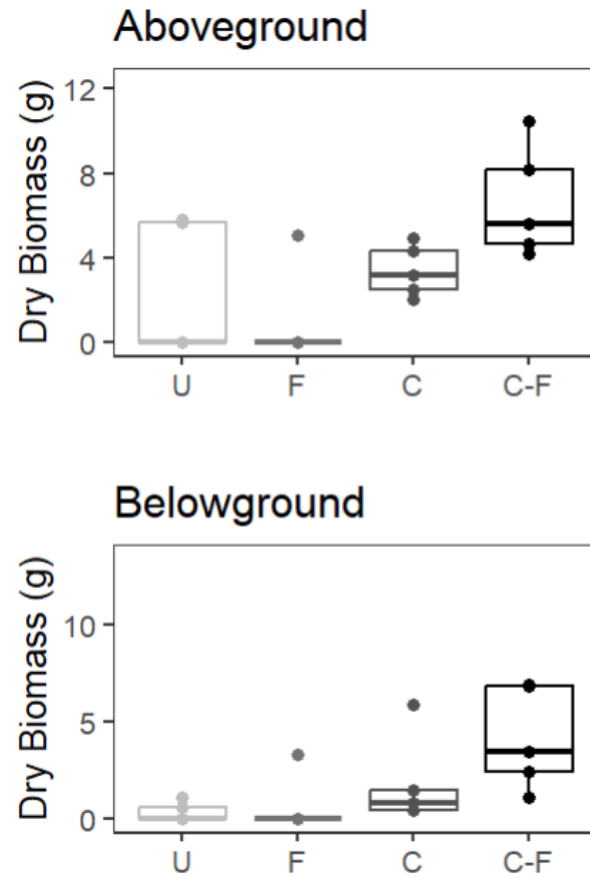 Aboveground
Dry Biomass (g)
12
8
4
0
U F C C-F
Belowground
Dry Biomass (g)
10
5
0
U F C C-F